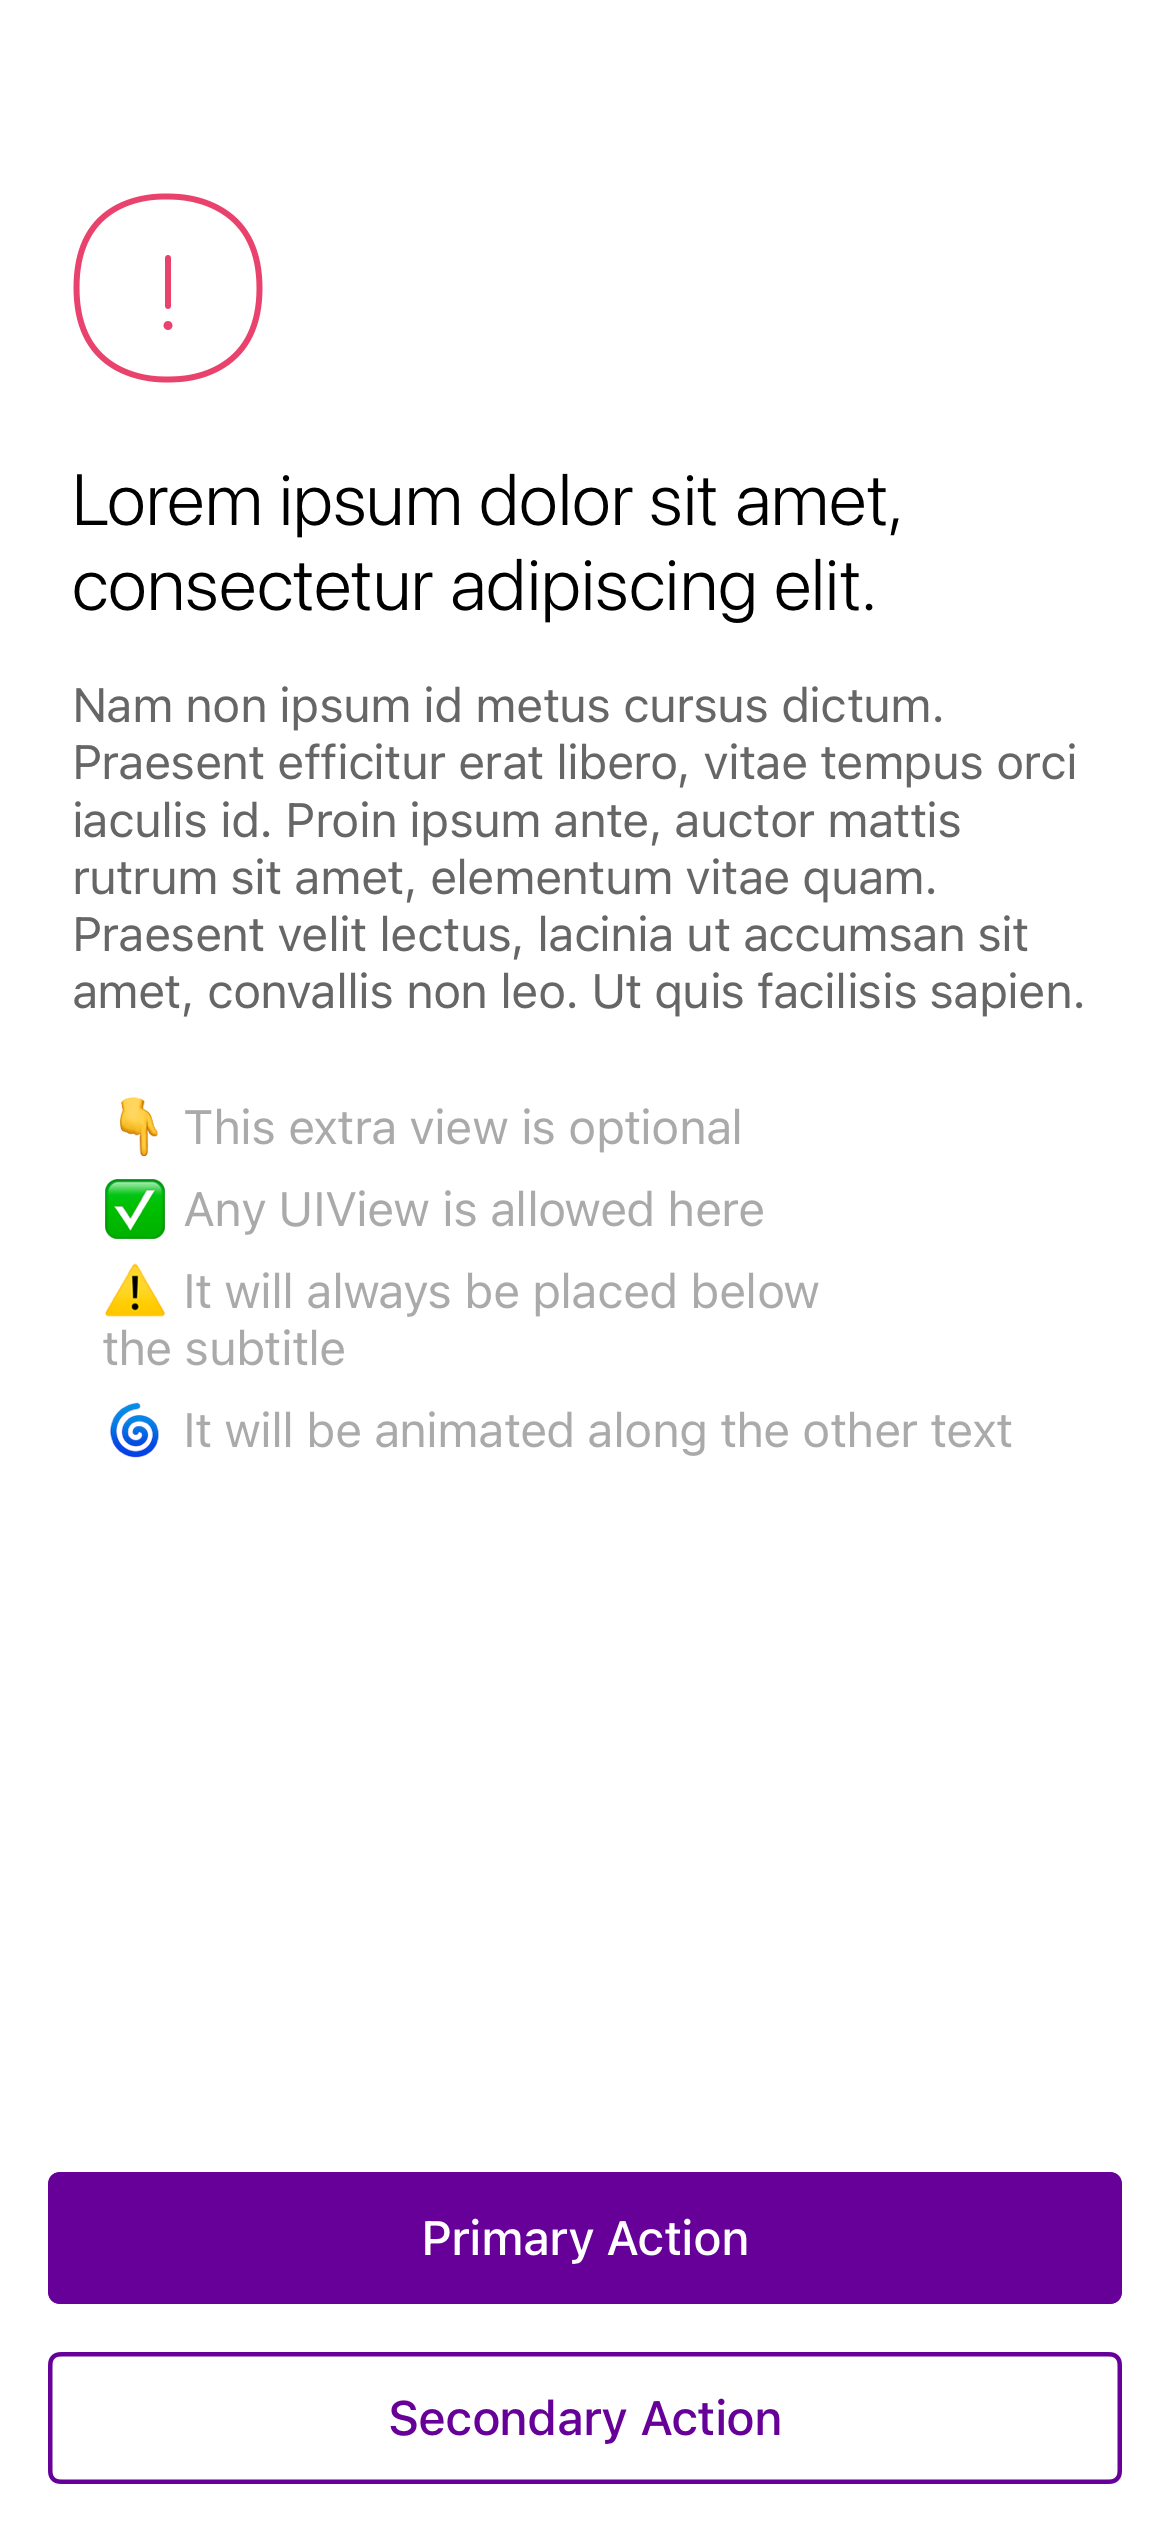 Lorem ipsum dolor sit amet,
consectetur adipiscing elit.
Nam non ipsum id metus cursus dictum.
Praesent efficitur erat libero, vitae tempus orci
iaculis id. Proin ipsum ante, auctor mattis
rutrum sit amet, elementum vitae quam.
Praesent velit lectus, lacinia ut accumsan sit
amet, convallis non leo. Ut quis facilisis sapien.
👇 This extra view is optional
✅ Any UIView is allowed here
⚠️ It will always be placed below
the subtitle
🌀 It will be animated along the other text
Primary Action
Secondary Action